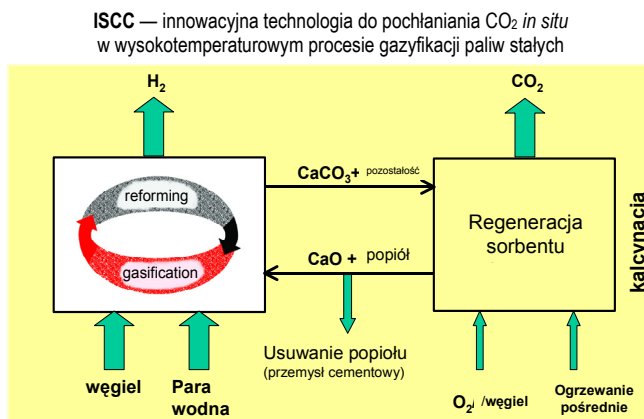 ISCC — innowacyjna technologia do pochłaniania CO₂ in situ
w wysokotemperaturowym procesie gazyfikacji paliw stałych
H₂
CO₂
reforming
gasification
CaCO₃+ pozostałość
CaO + popiół
Regeneracja
sorbentu
kalcynacja
Usuwanie popiołu
(przemysł cementowy)
węgiel
Para
wodna
O₂/ /węgiel
Ogrzewanie
pośrednie